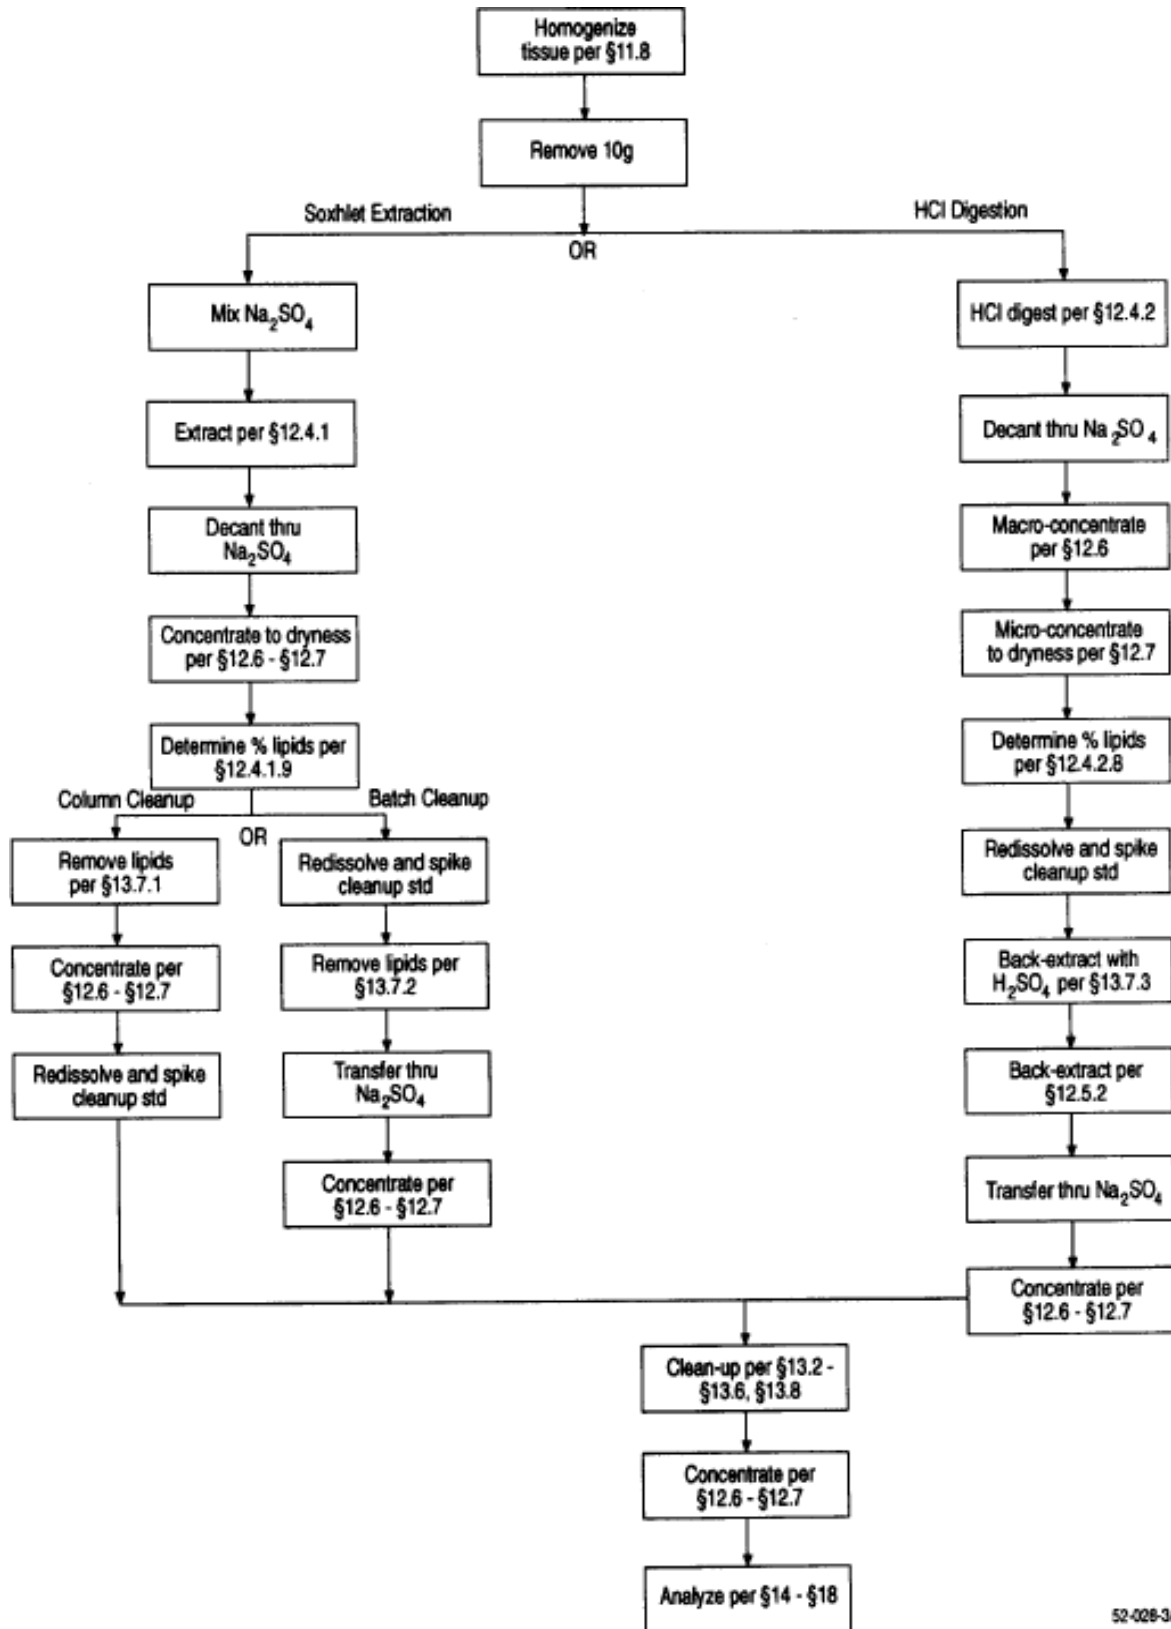 Homogenize
tissue per §11.8
Remove 10g
Soxhlet Extraction
HCl Digestion
OR
Mix Na₂SO₄
Extract per §12.4.1
Decant thru
Na₂SO₄
Concentrate to dryness
per §12.6 - §12.7
Determine % lipids per
§12.4.1.9
Column Cleanup
Batch Cleanup
OR
Remove lipids
per §13.7.1
Concentrate per
§12.6 - §12.7
Redissolve and spike
cleanup std
Redissolve and spike
cleanup std
Remove lipids per
§13.7.2
Transfer thru
Na₂SO₄
Concentrate per
§12.6 - §12.7
HCl digest per §12.4.2
Decant thru Na₂SO₄
Macro-concentrate
per §12.6
Micro-concentrate
to dryness per §12.7
Determine % lipids
per §12.4.2.8
Redissolve and spike
cleanup std
Back-extract with
H₂SO₄ per §13.7.3
Back-extract per
§12.5.2
Transfer thru Na₂SO₄
Concentrate per
§12.6 - §12.7
Clean-up per §13.2 -
§13.6, §13.8
Concentrate per
§12.6 - §12.7
Analyze per §14 - §18